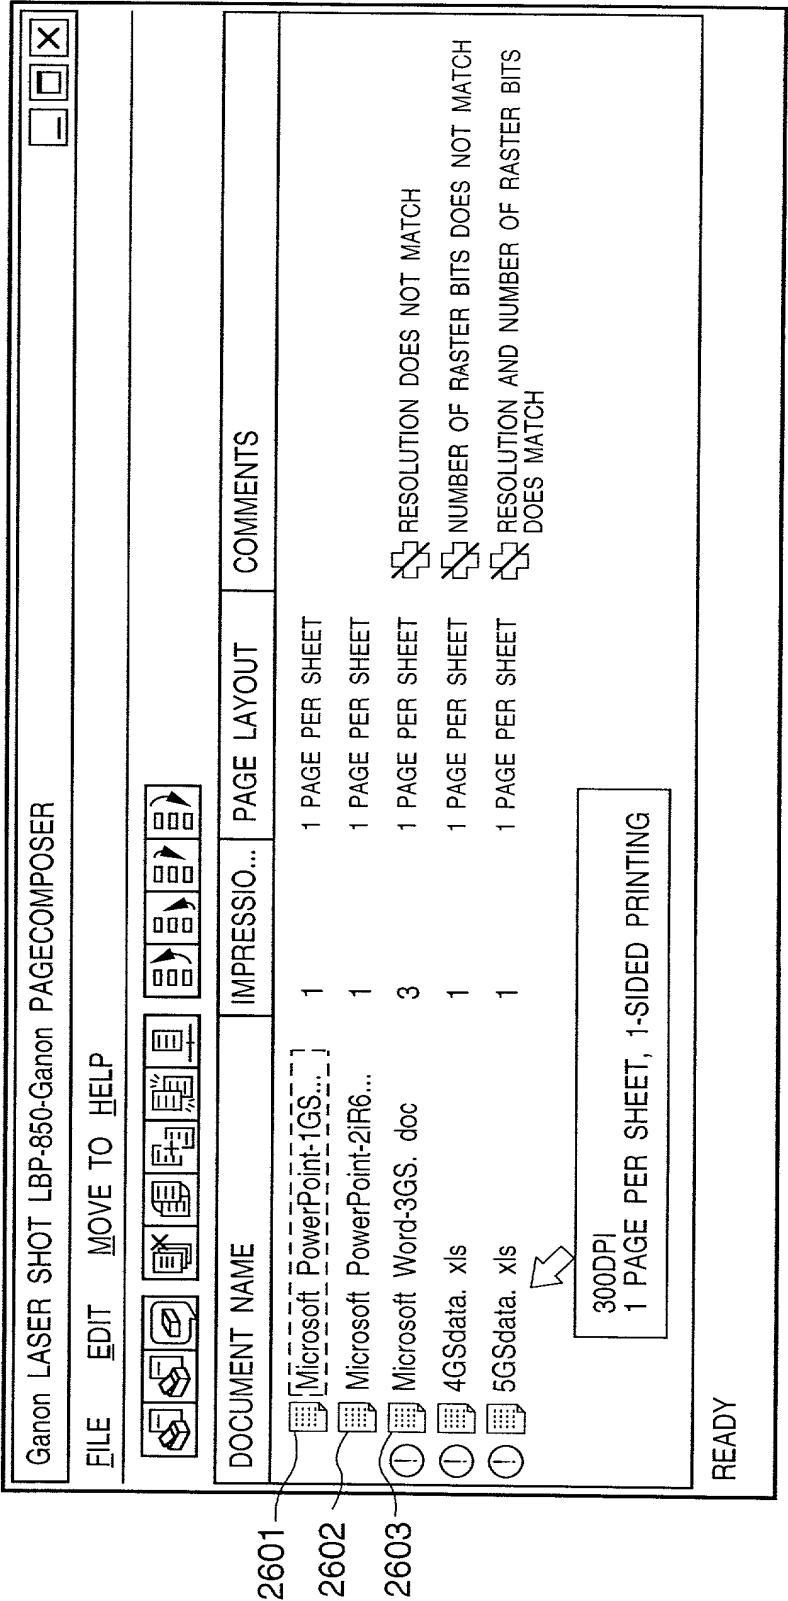 Ganon LASER SHOT LBP-850-Ganon PAGECOMPOSER
FILE EDIT MOVE TO HELP
DOCUMENT NAME IMPRESSIO... PAGE LAYOUT COMMENTS
2601 Microsoft PowerPoint-1GS... 1 1 PAGE PER SHEET
2602 Microsoft PowerPoint-2iR6... 1 1 PAGE PER SHEET
2603 ! Microsoft Word-3GS. doc 3 1 PAGE PER SHEET RESOLUTION DOES NOT MATCH
! 4GSdata. xls 1 1 PAGE PER SHEET NUMBER OF RASTER BITS DOES NOT MATCH
! 5GSdata. xls 1 1 PAGE PER SHEET RESOLUTION AND NUMBER OF RASTER BITS
DOES MATCH
300DPI
1 PAGE PER SHEET, 1-SIDED PRINTING
READY